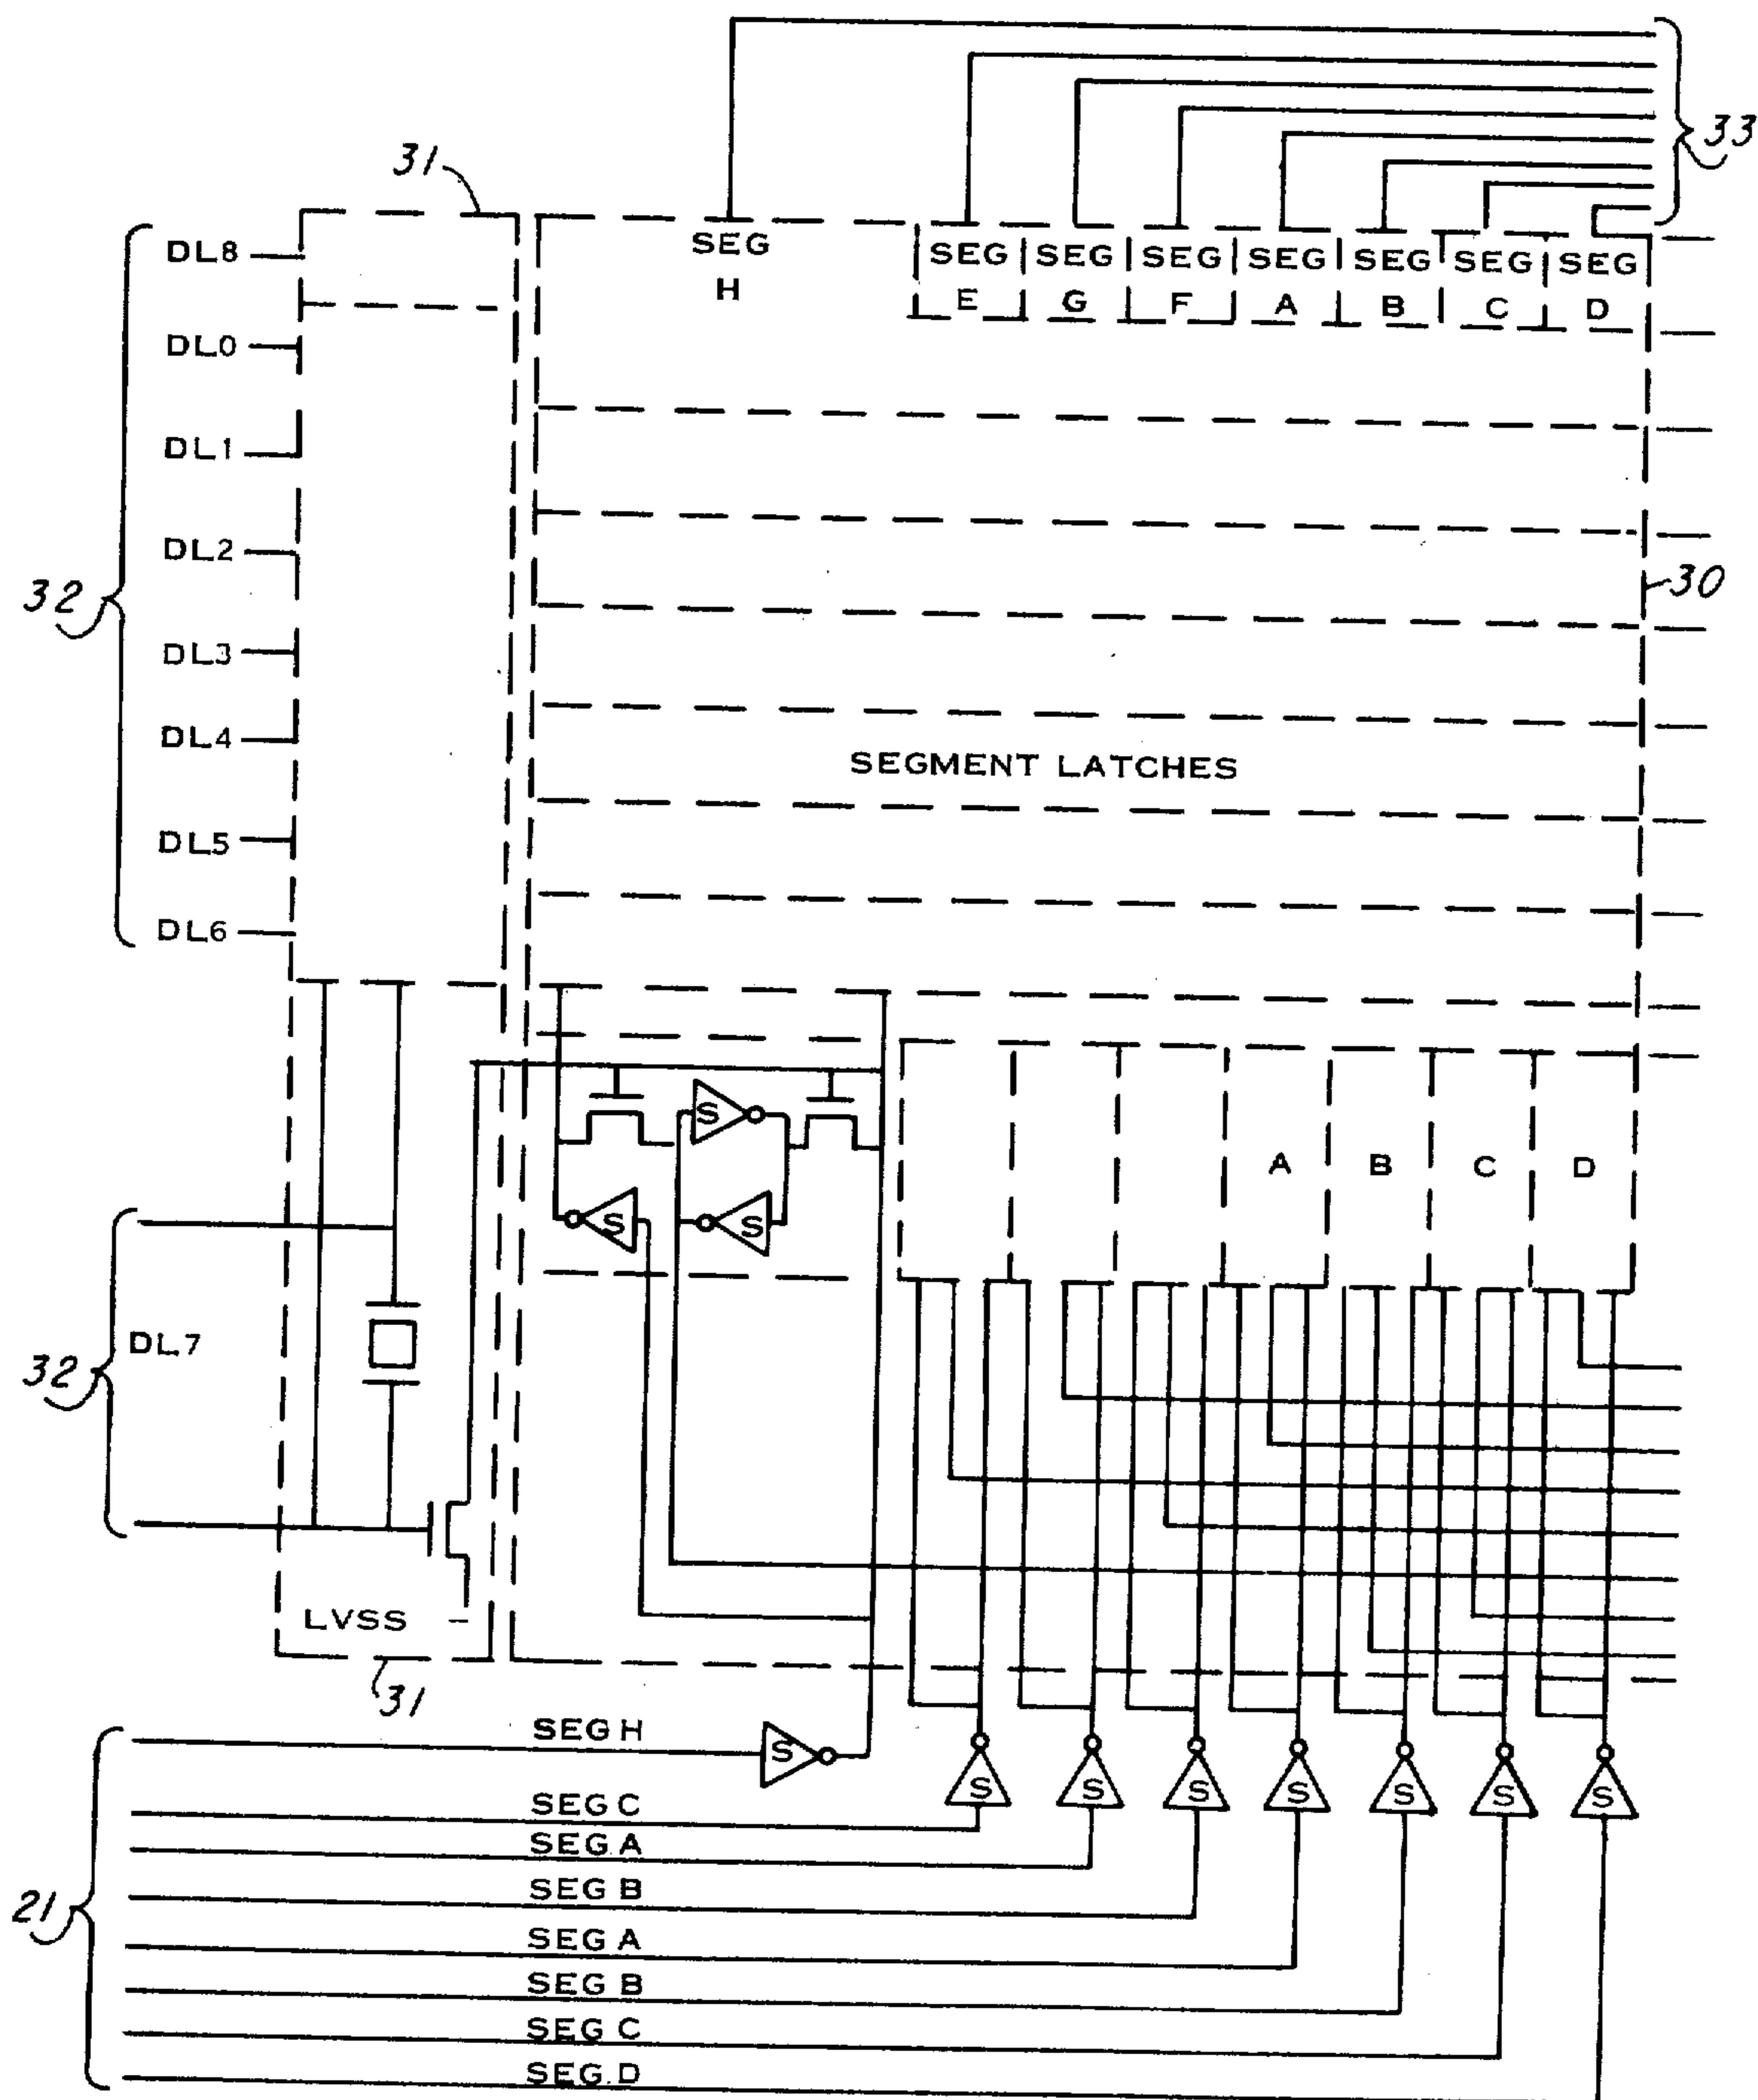 33
31
DL8
SEG H
SEG E
SEG G
SEG F
SEG A
SEG B
SEG C
SEG D
DL0
DL1
DL2
32
30
DL3
DL4
SEGMENT LATCHES
DL5
DL6
S
S
S
S
A
B
C
D
DL7
32
LVSS
31
SEG H
S
S
S
S
S
S
S
S
SEG C
SEG A
SEG B
21
SEG A
SEG B
SEG C
SEG D